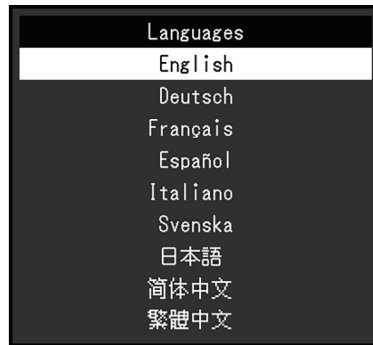 Languages
English
Deutsch
Français
Español
Italiano
Svenska
日本語
简体中文
繁體中文